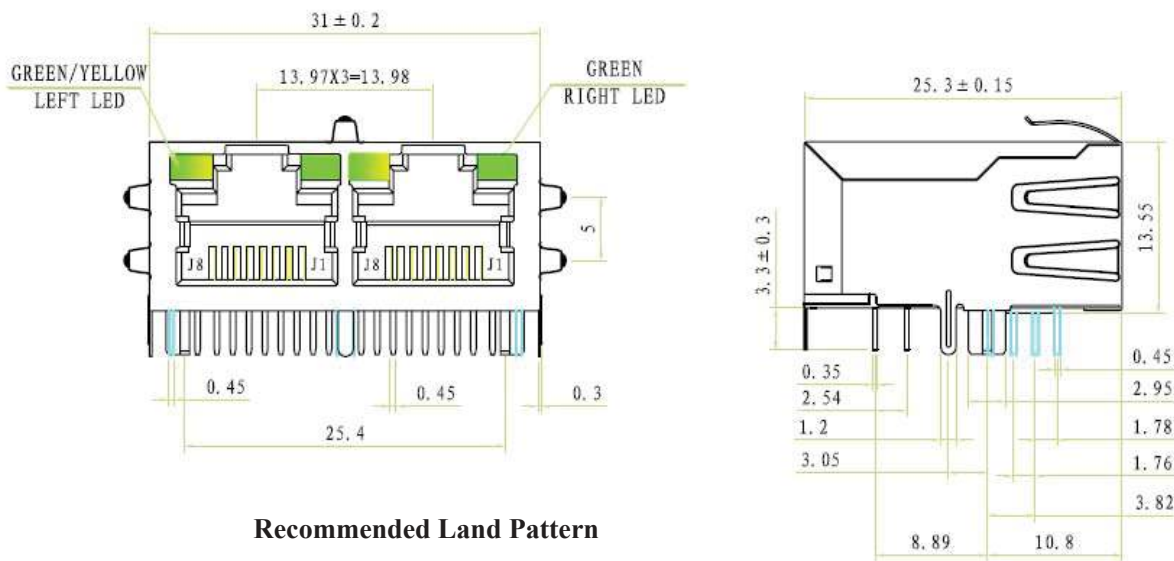 31±0.2
GREEN/YELLOW
LEFT LED
13.97X3=13.98
GREEN
RIGHT LED
5
J8 J1 J8 J1
0.45 0.45 0.3
25.4
25.3±0.15
13.55
3.3±0.3
0.35
2.54
1.2
3.05
0.45
2.95
1.78
1.76
3.82
8.89 10.8
Recommended Land Pattern